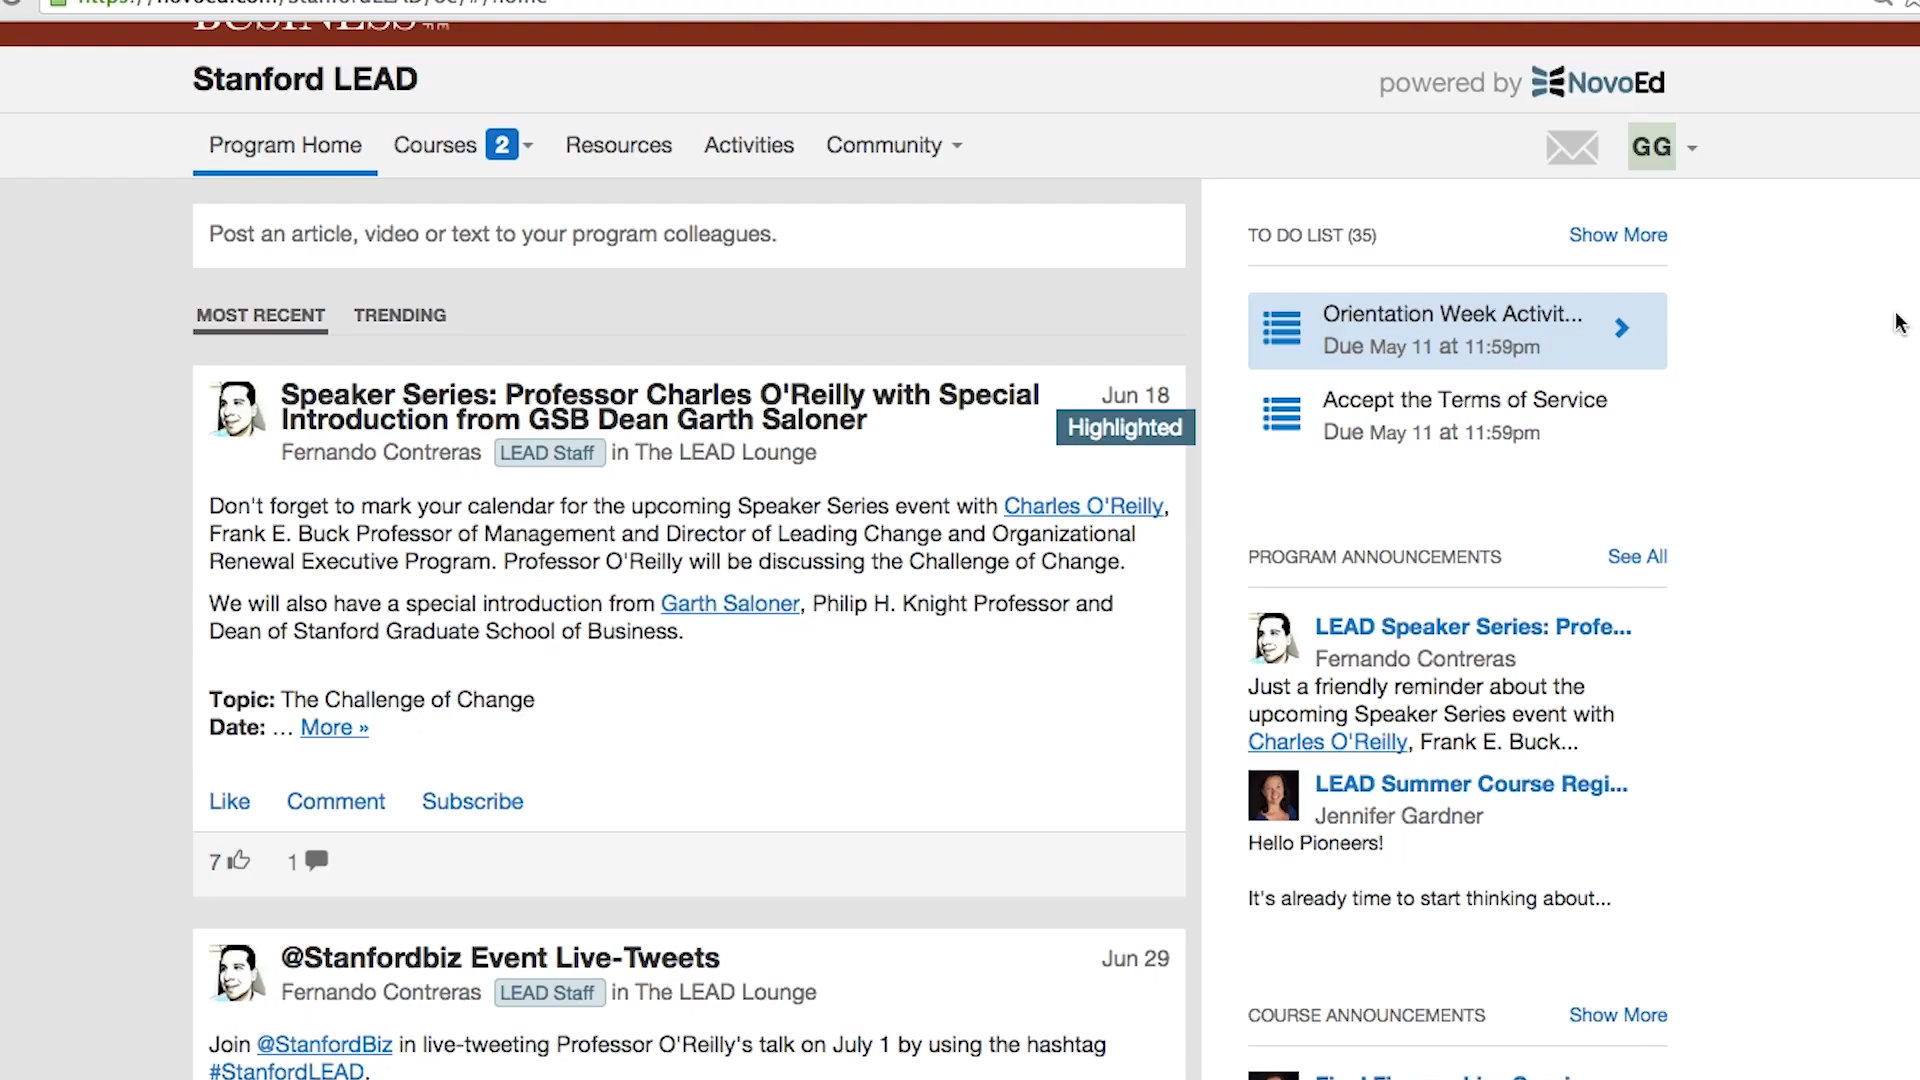 Stanford LEAD
powered by NovoEd
Program Home Courses 2 Resources Activities Community
GG
Post an article, video or text to your program colleagues.
MOST RECENT TRENDING
Speaker Series: Professor Charles O'Reilly with Special
Introduction from GSB Dean Garth Saloner
Jun 18
Highlighted
Fernando Contreras LEAD Staff in The LEAD Lounge
Don't forget to mark your calendar for the upcoming Speaker Series event with Charles O'Reilly,
Frank E. Buck Professor of Management and Director of Leading Change and Organizational
Renewal Executive Program. Professor O'Reilly will be discussing the Challenge of Change.
We will also have a special introduction from Garth Saloner, Philip H. Knight Professor and
Dean of Stanford Graduate School of Business.
Topic: The Challenge of Change
Date: ... More »
Like Comment Subscribe
7 1
@Stanfordbiz Event Live-Tweets
Jun 29
Fernando Contreras LEAD Staff in The LEAD Lounge
Join @StanfordBiz in live-tweeting Professor O'Reilly's talk on July 1 by using the hashtag
#StanfordLEAD.
TO DO LIST (35) Show More
Orientation Week Activit...
Due May 11 at 11:59pm
Accept the Terms of Service
Due May 11 at 11:59pm
PROGRAM ANNOUNCEMENTS See All
LEAD Speaker Series: Profe...
Fernando Contreras
Just a friendly reminder about the
upcoming Speaker Series event with
Charles O'Reilly, Frank E. Buck...
LEAD Summer Course Regi...
Jennifer Gardner
Hello Pioneers!
It's already time to start thinking about...
COURSE ANNOUNCEMENTS Show More